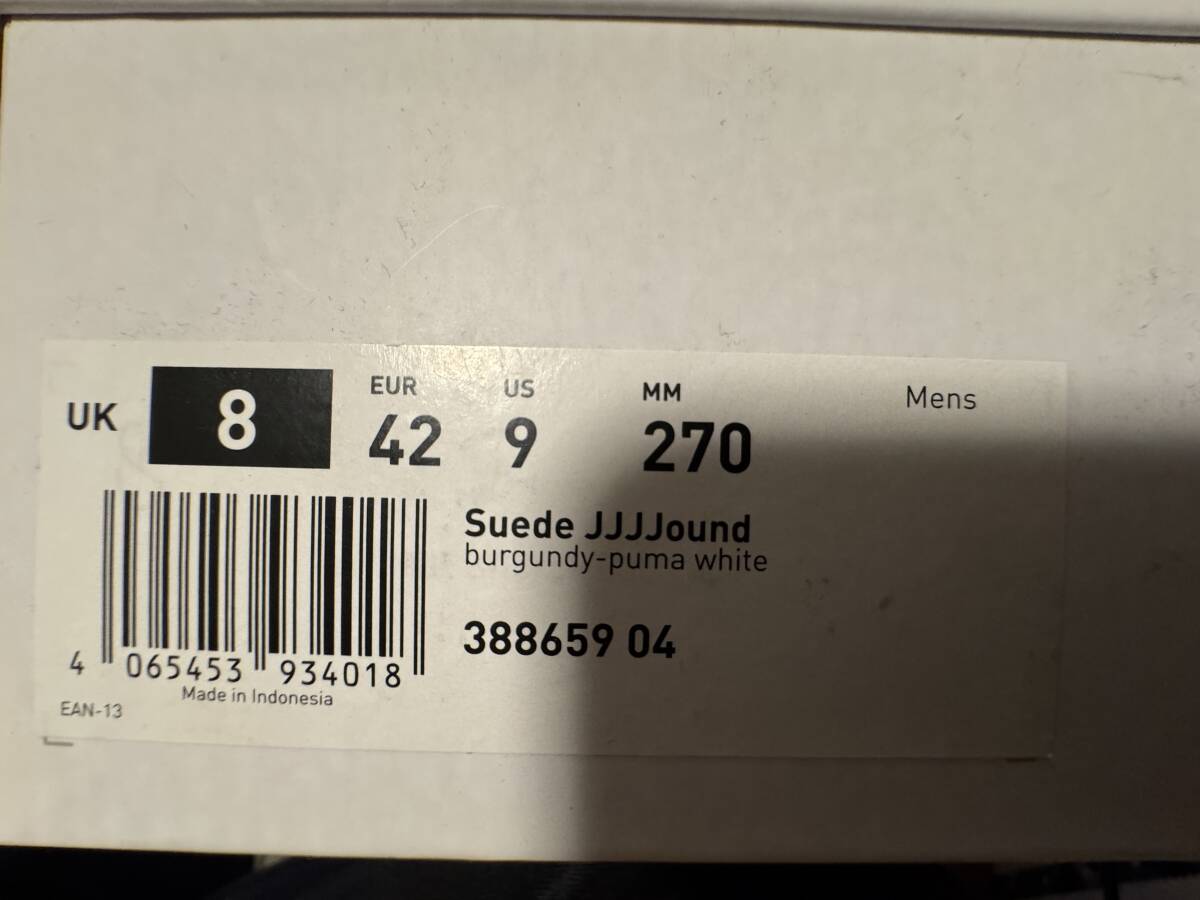 UK 8 EUR 42 US 9 MM 270 Mens
Suede JJJJound
burgundy-puma white
388659 04
4 065453 934018
Made in Indonesia
EAN-13